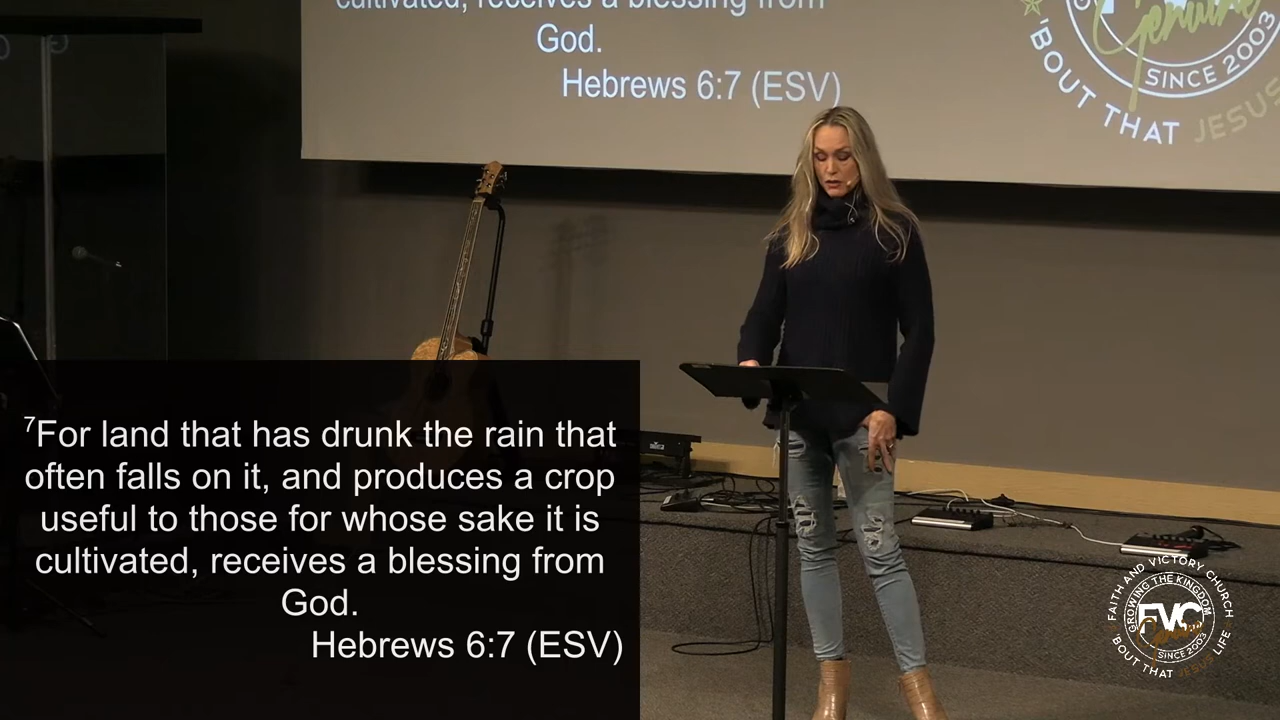 cultivated, receives a blessing from
God.
Hebrews 6:7 (ESV)
Genuine
SINCE 2003
'BOUT THAT JESUS
⁷For land that has drunk the rain that
often falls on it, and produces a crop
useful to those for whose sake it is
cultivated, receives a blessing from
God.
Hebrews 6:7 (ESV)
FAITH AND VICTORY CHURCH
GROWING THE KINGDOM
FVC
Genuine
SINCE 2003
'BOUT THAT JESUS LIFE